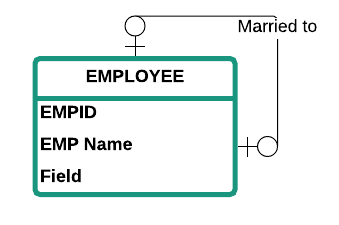 Married to
EMPLOYEE
EMPID
EMP Name
Field